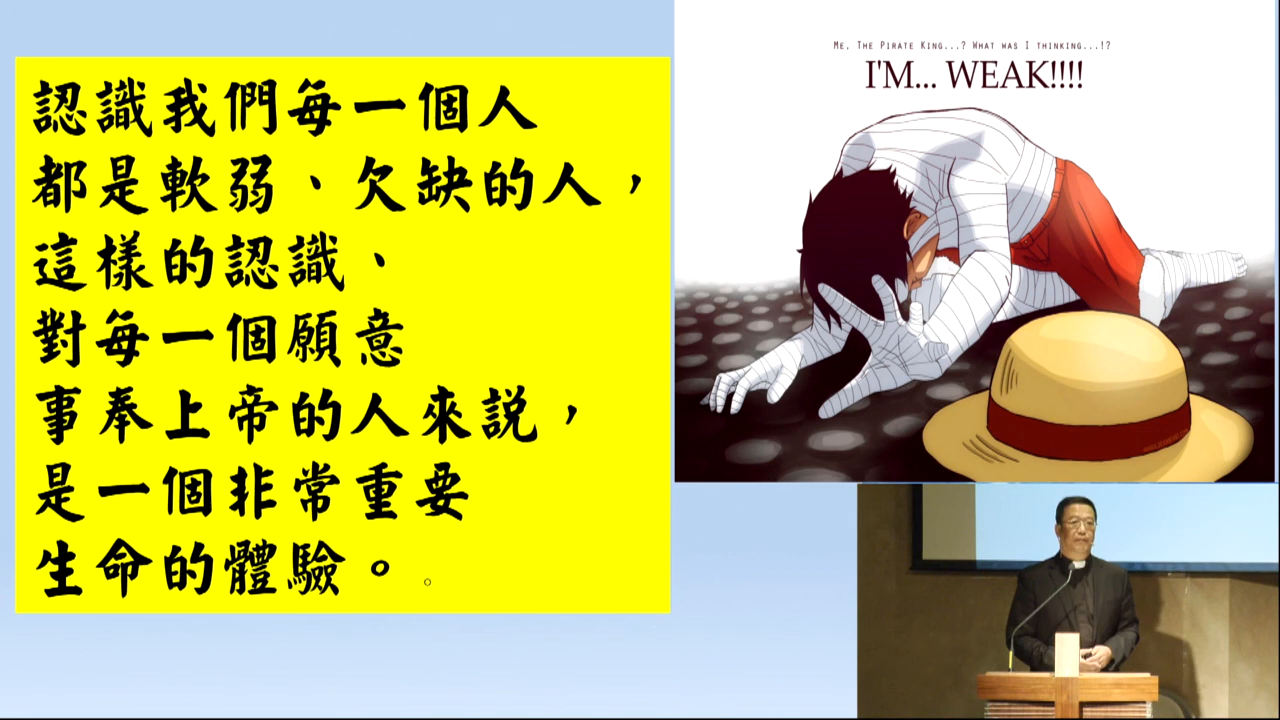 認識我們每一個人
都是軟弱、欠缺的人，
這樣的認識、
對每一個願意
事奉上帝的人來説，
是一個非常重要
生命的體驗。。
Me, The Pirate King...? What was I thinking...!?
I'M... WEAK!!!!